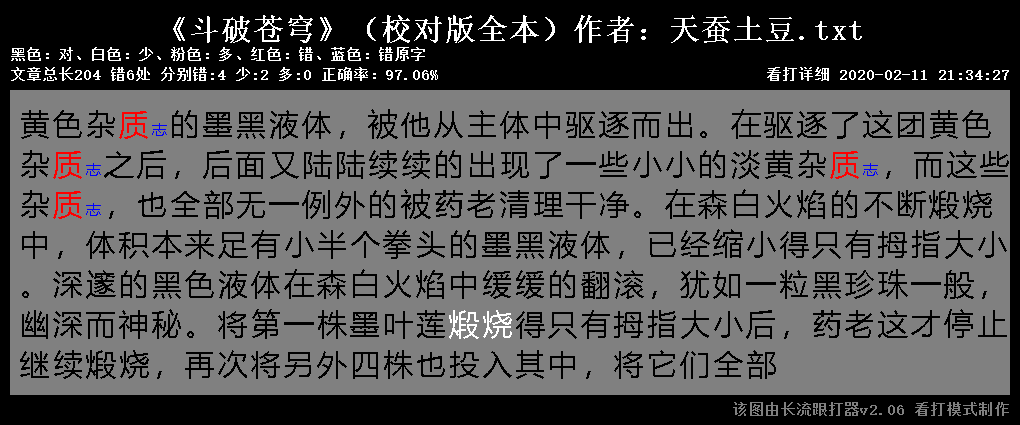 《斗破苍穹》（校对版全本）作者：天蚕土豆.txt
黑色：对、白色：少、粉色：多、红色：错、蓝色：错原字
文章总长204 错6处 分别错:4 少:2 多:0 正确率：97.06%
看打详细 2020-02-11 21:34:27
黄色杂质志的墨黑液体，被他从主体中驱逐而出。在驱逐了这团黄色
杂质志之后，后面又陆陆续续的出现了一些小小的淡黄杂质志，而这些
杂质志，也全部无一例外的被药老清理干净。在森白火焰的不断煅烧
中，体积本来足有小半个拳头的墨黑液体，已经缩小得只有拇指大小
。深邃的黑色液体在森白火焰中缓缓的翻滚，犹如一粒黑珍珠一般，
幽深而神秘。将第一株墨叶莲煅烧得只有拇指大小后，药老这才停止
继续煅烧，再次将另外四株也投入其中，将它们全部
该图由长流跟打器v2.06 看打模式制作